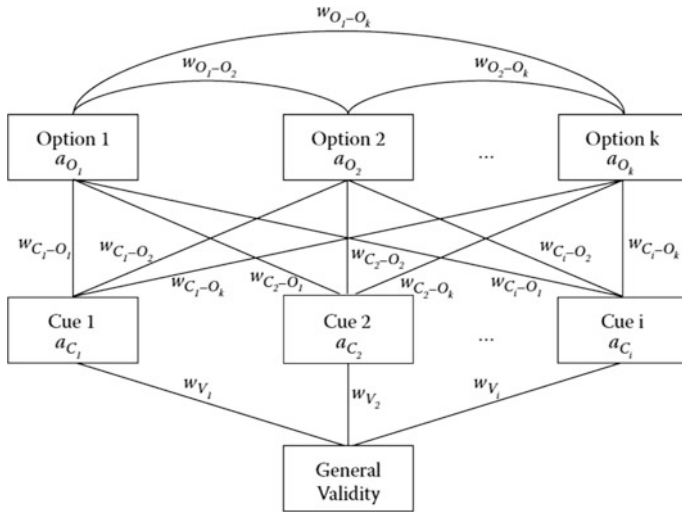 w_{O_1–O_k}
w_{O_1–O_2} w_{O_2–O_k}
Option 1 Option 2 Option k
a_{O_1} a_{O_2} ... a_{O_k}
w_{C_1–O_1} w_{C_1–O_2} w_{C_2–O_2} w_{C_i–O_2} w_{C_i–O_k}
w_{C_1–O_k} w_{C_2–O_1} w_{C_2–O_k} w_{C_i–O_1}
Cue 1 Cue 2 Cue i
a_{C_1} a_{C_2} ... a_{C_i}
w_{V_1} w_{V_2} w_{V_i}
General
Validity